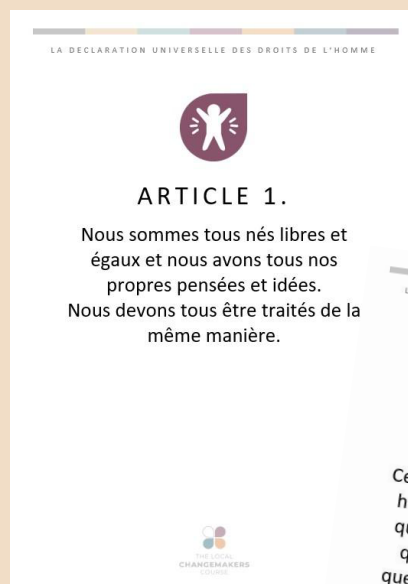 LA DECLARATION UNIVERSELLE DES DROITS DE L'HOMME
ARTICLE 1.
Nous sommes tous nés libres et
égaux et nous avons tous nos
propres pensées et idées.
Nous devons tous être traités de la
même manière.
THE LOCAL
CHANGEMAKERS
COURSE